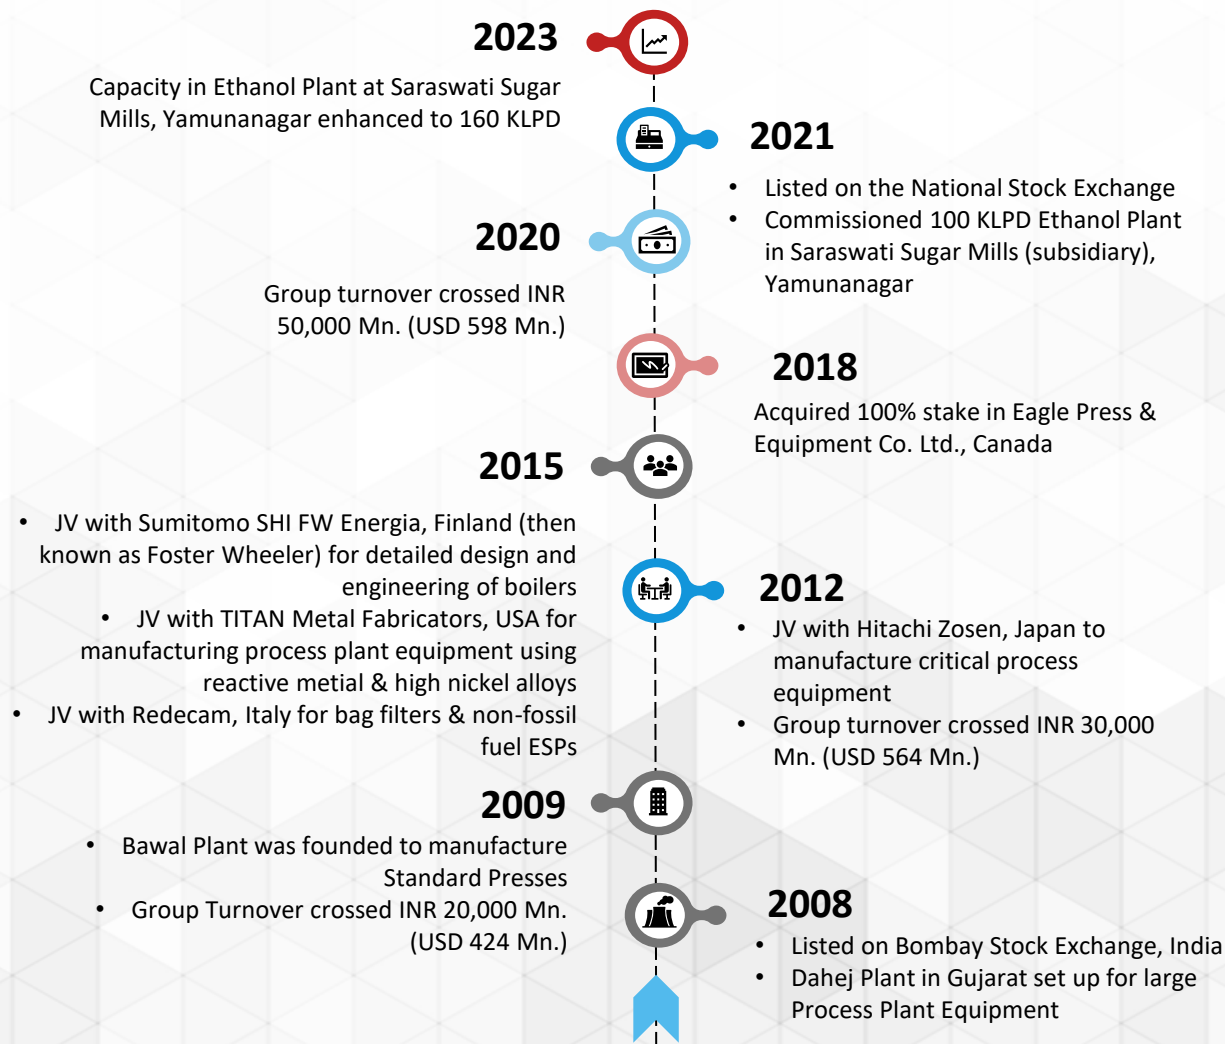 2023
Capacity in Ethanol Plant at Saraswati Sugar
Mills, Yamunanagar enhanced to 160 KLPD
2021
• Listed on the National Stock Exchange
• Commissioned 100 KLPD Ethanol Plant
in Saraswati Sugar Mills (subsidiary),
Yamunanagar
2020
Group turnover crossed INR
50,000 Mn. (USD 598 Mn.)
2018
Acquired 100% stake in Eagle Press &
Equipment Co. Ltd., Canada
2015
• JV with Sumitomo SHI FW Energia, Finland (then
known as Foster Wheeler) for detailed design and
engineering of boilers
• JV with TITAN Metal Fabricators, USA for
manufacturing process plant equipment using
reactive metial & high nickel alloys
• JV with Redecam, Italy for bag filters & non-fossil
fuel ESPs
2012
• JV with Hitachi Zosen, Japan to
manufacture critical process
equipment
• Group turnover crossed INR 30,000
Mn. (USD 564 Mn.)
2009
• Bawal Plant was founded to manufacture
Standard Presses
• Group Turnover crossed INR 20,000 Mn.
(USD 424 Mn.)
2008
• Listed on Bombay Stock Exchange, India
• Dahej Plant in Gujarat set up for large
Process Plant Equipment